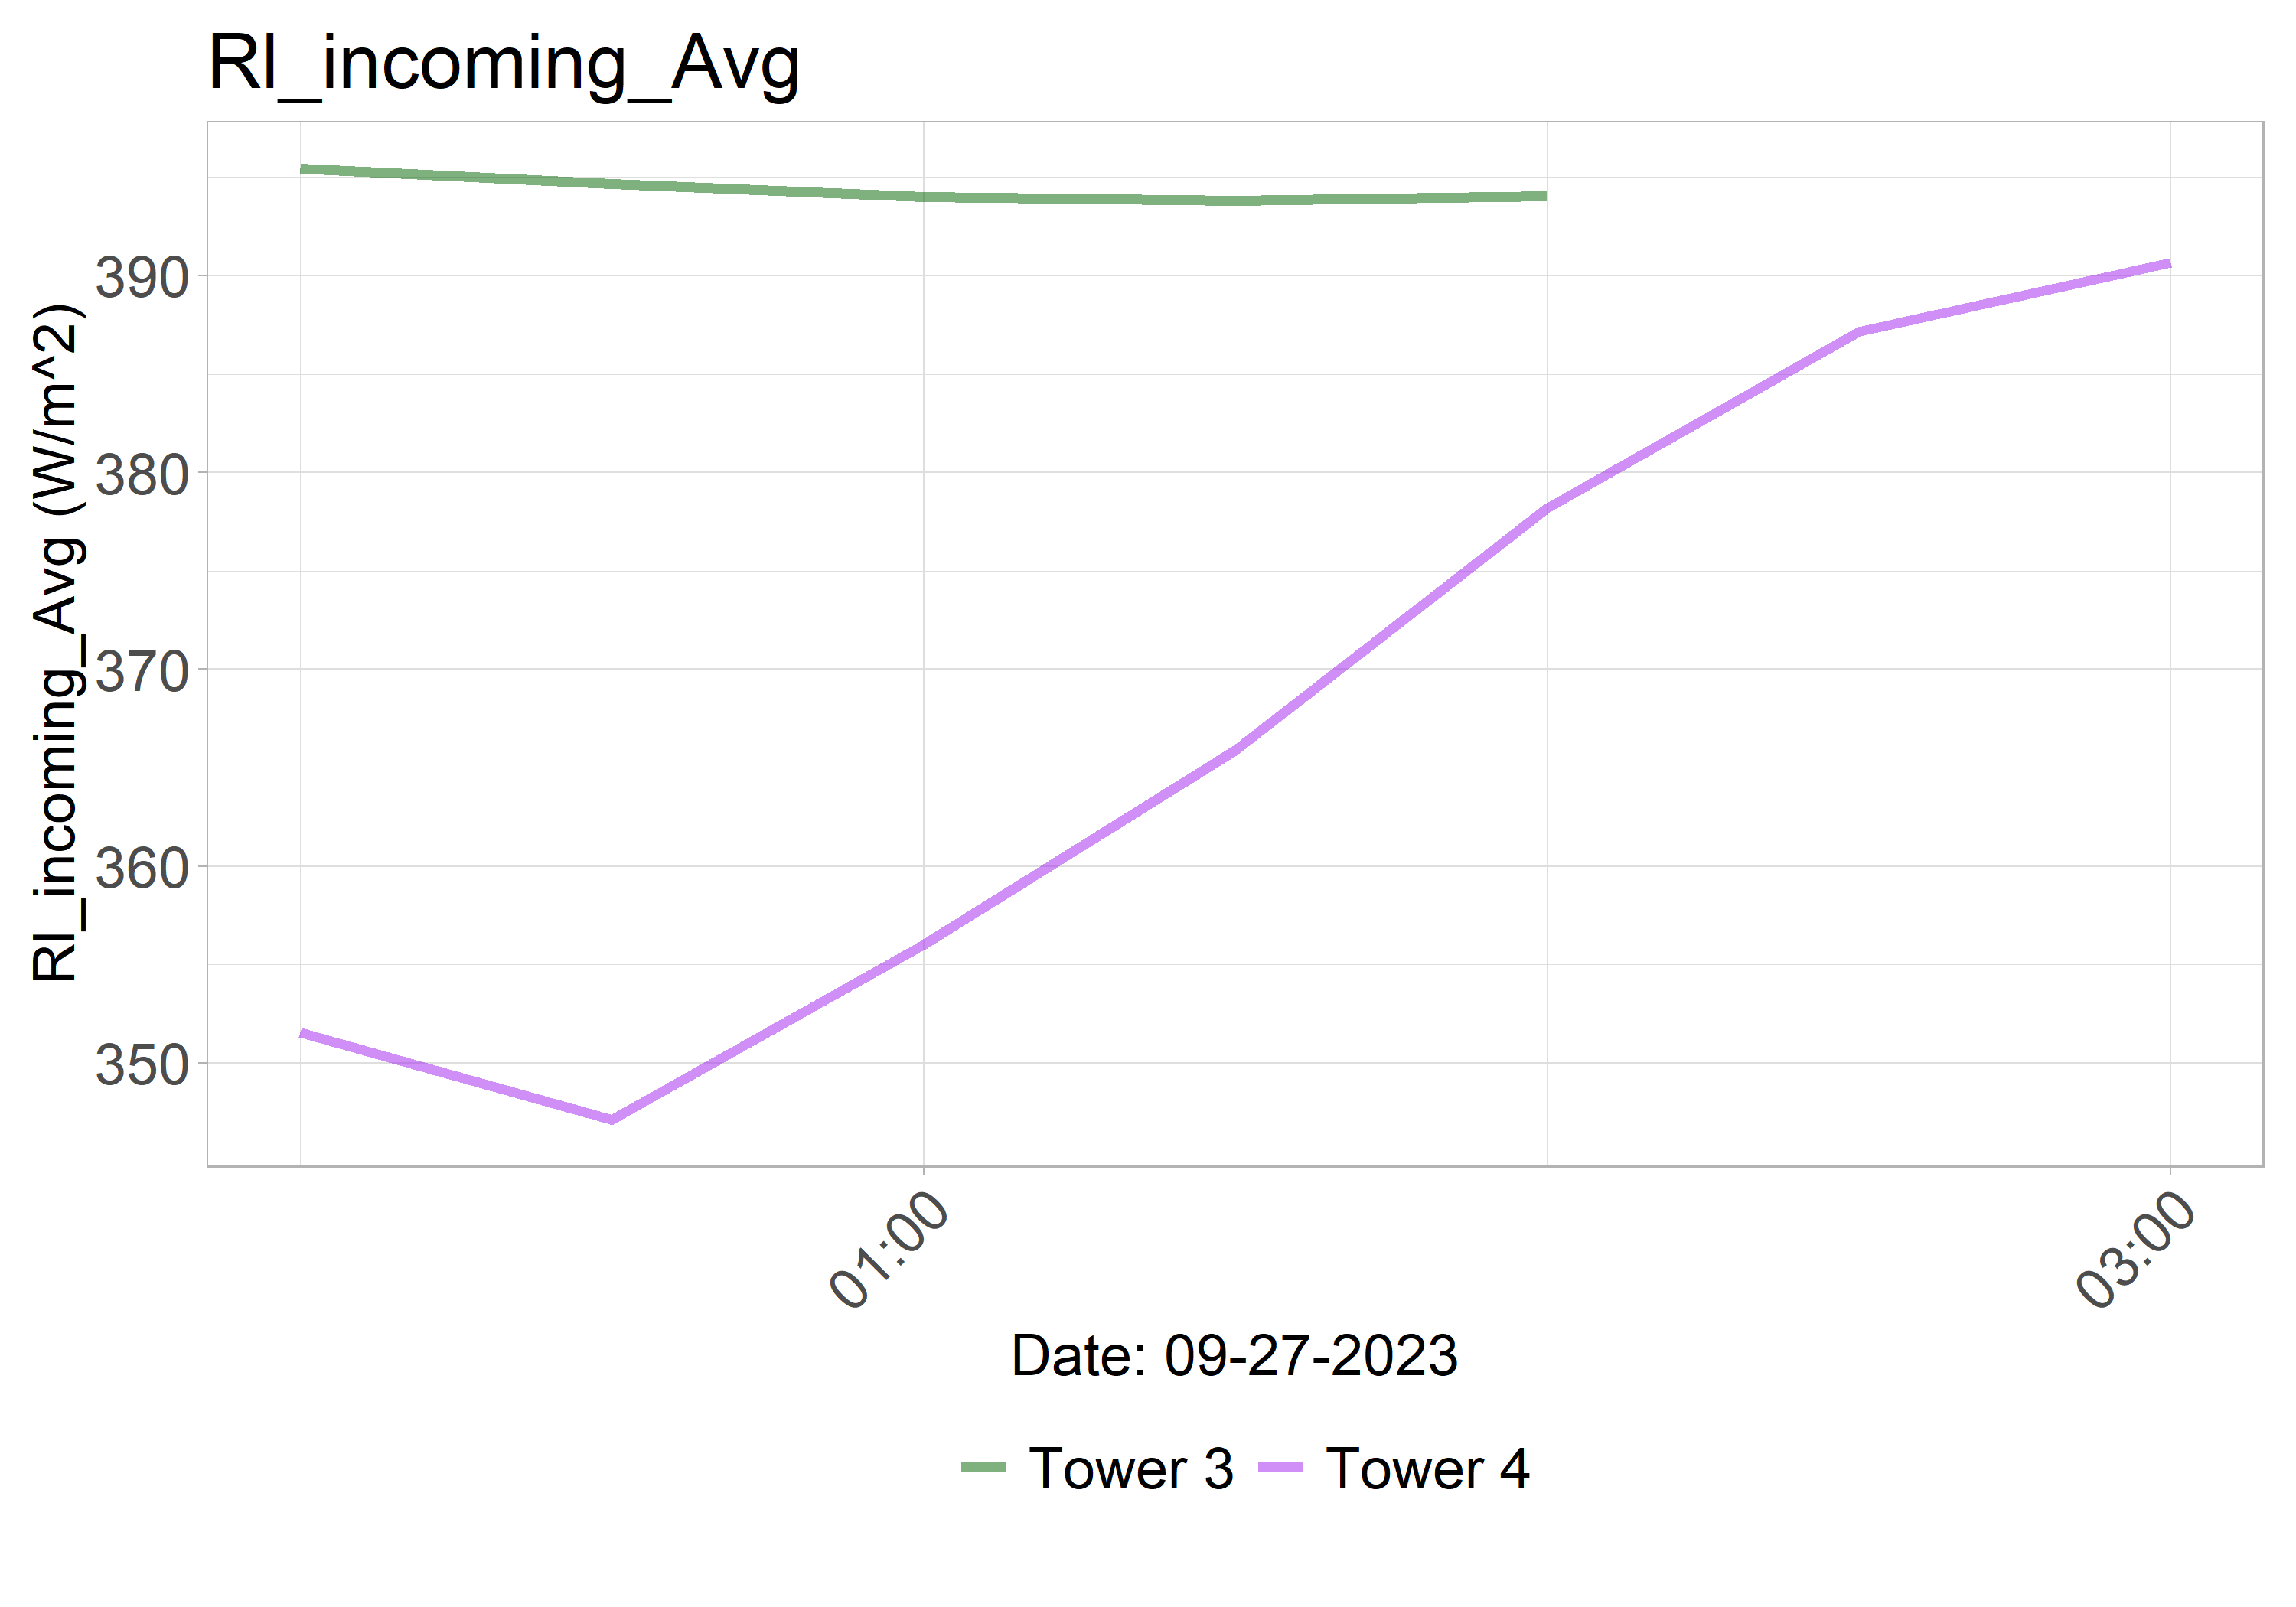 Rl_incoming_Avg
Rl_incoming_Avg (W/m^2)
390
380
370
360
350
01:00
03:00
Date: 09-27-2023
Tower 3
Tower 4